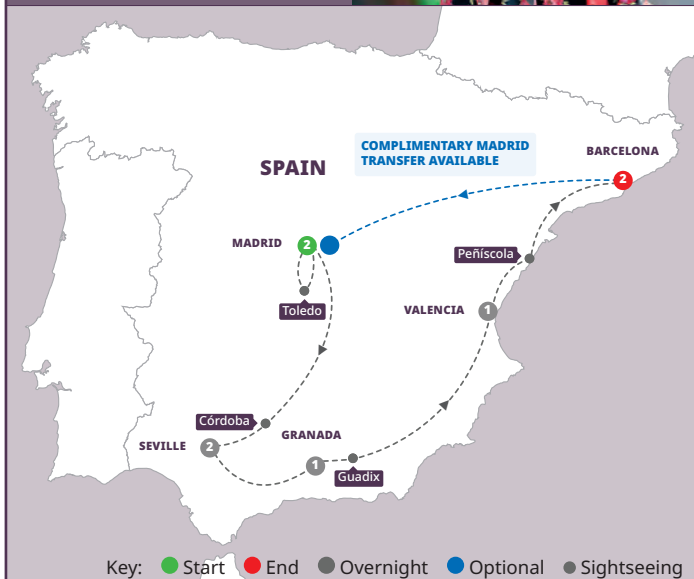 COMPLIMENTARY MADRID
TRANSFER AVAILABLE
BARCELONA
SPAIN
2
MADRID
2
Peñíscola
Toledo
VALENCIA
1
Córdoba
GRANADA
SEVILLE
2
1
Guadix
Key: Start End Overnight Optional Sightseeing